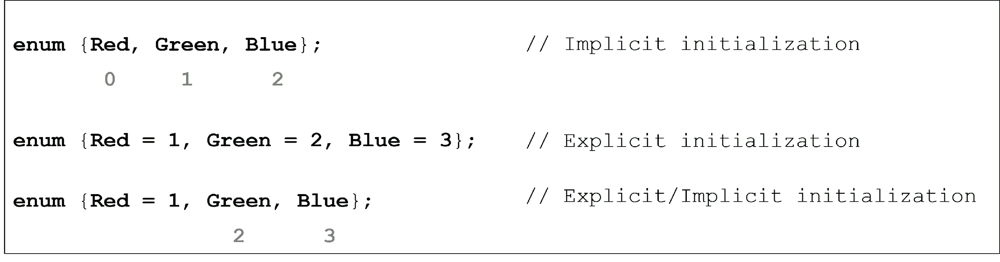 enum {Red, Green, Blue}; // Implicit initialization
0 1 2
enum {Red = 1, Green = 2, Blue = 3}; // Explicit initialization
enum {Red = 1, Green, Blue}; // Explicit/Implicit initialization
2 3